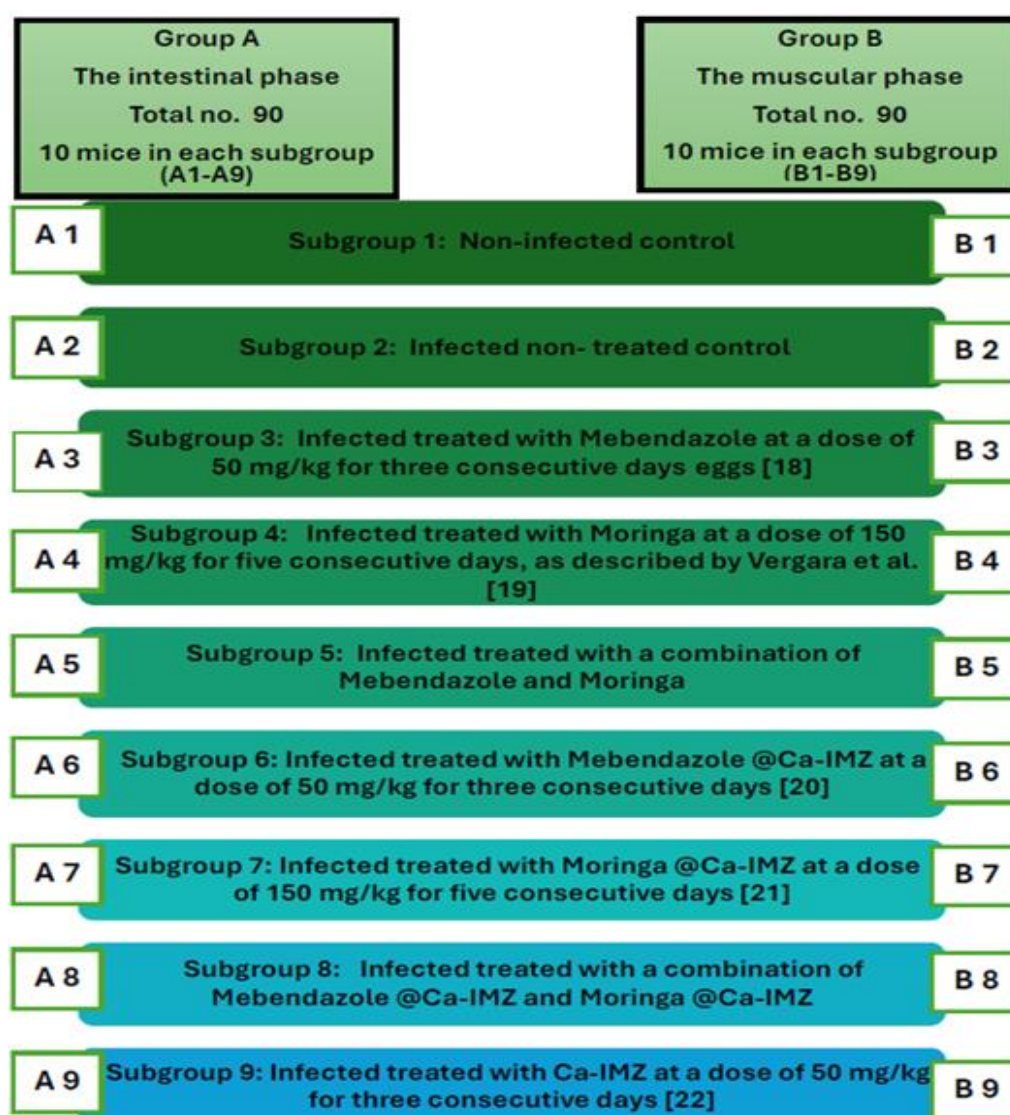 Group A
The intestinal phase
Total no. 90
10 mice in each subgroup
(A1-A9)
Group B
The muscular phase
Total no. 90
10 mice in each subgroup
(B1-B9)
A 1
Subgroup 1: Non-infected control
B 1
A 2
Subgroup 2: Infected non- treated control
B 2
A 3
Subgroup 3: Infected treated with Mebendazole at a dose of
50 mg/kg for three consecutive days eggs [18]
B 3
A 4
Subgroup 4: Infected treated with Moringa at a dose of 150
mg/kg for five consecutive days, as described by Vergara et al.
[19]
B 4
A 5
Subgroup 5: Infected treated with a combination of
Mebendazole and Moringa
B 5
A 6
Subgroup 6: Infected treated with Mebendazole @Ca-IMZ at a
dose of 50 mg/kg for three consecutive days [20]
B 6
A 7
Subgroup 7: Infected treated with Moringa @Ca-IMZ at a dose
of 150 mg/kg for five consecutive days [21]
B 7
A 8
Subgroup 8: Infected treated with a combination of
Mebendazole @Ca-IMZ and Moringa @Ca-IMZ
B 8
A 9
Subgroup 9: Infected treated with Ca-IMZ at a dose of 50 mg/kg
for three consecutive days [22]
B 9